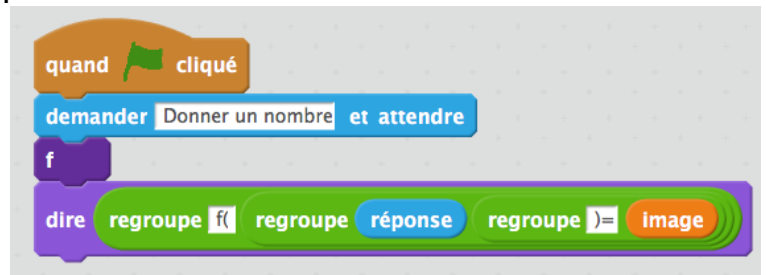 quand cliqué
demander Donner un nombre et attendre
f
dire regroupe f( regroupe réponse regroupe )= image